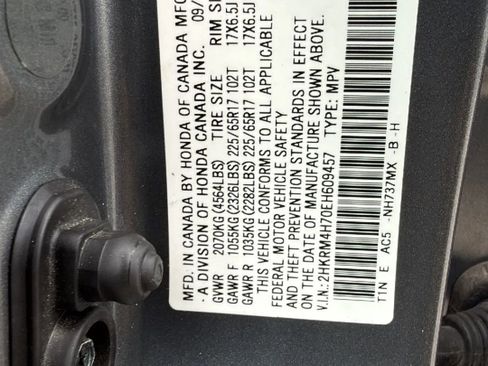 MFD. IN CANADA BY HONDA OF CANADA MFG.
- A DIVISION OF HONDA CANADA INC. 09/
GVWR 2070KG(4564LBS) TIRE SIZE RIM SI
GAWR F 1055KG(2326LBS) 225/65R17 102T 17X6.5J
GAWR R 1035KG(2282LBS) 225/65R17 102T 17X6.5J
THIS VEHICLE CONFORMS TO ALL APPLICABLE
FEDERAL MOTOR VEHICLE SAFETY
AND THEFT PREVENTION STANDARDS IN EFFECT
ON THE DATE OF MANUFACTURE SHOWN ABOVE.
V.I.N.: 2HKRM4H70EH609457 TYPE: MPV
TTN E AC5 -NH737MX -B -H